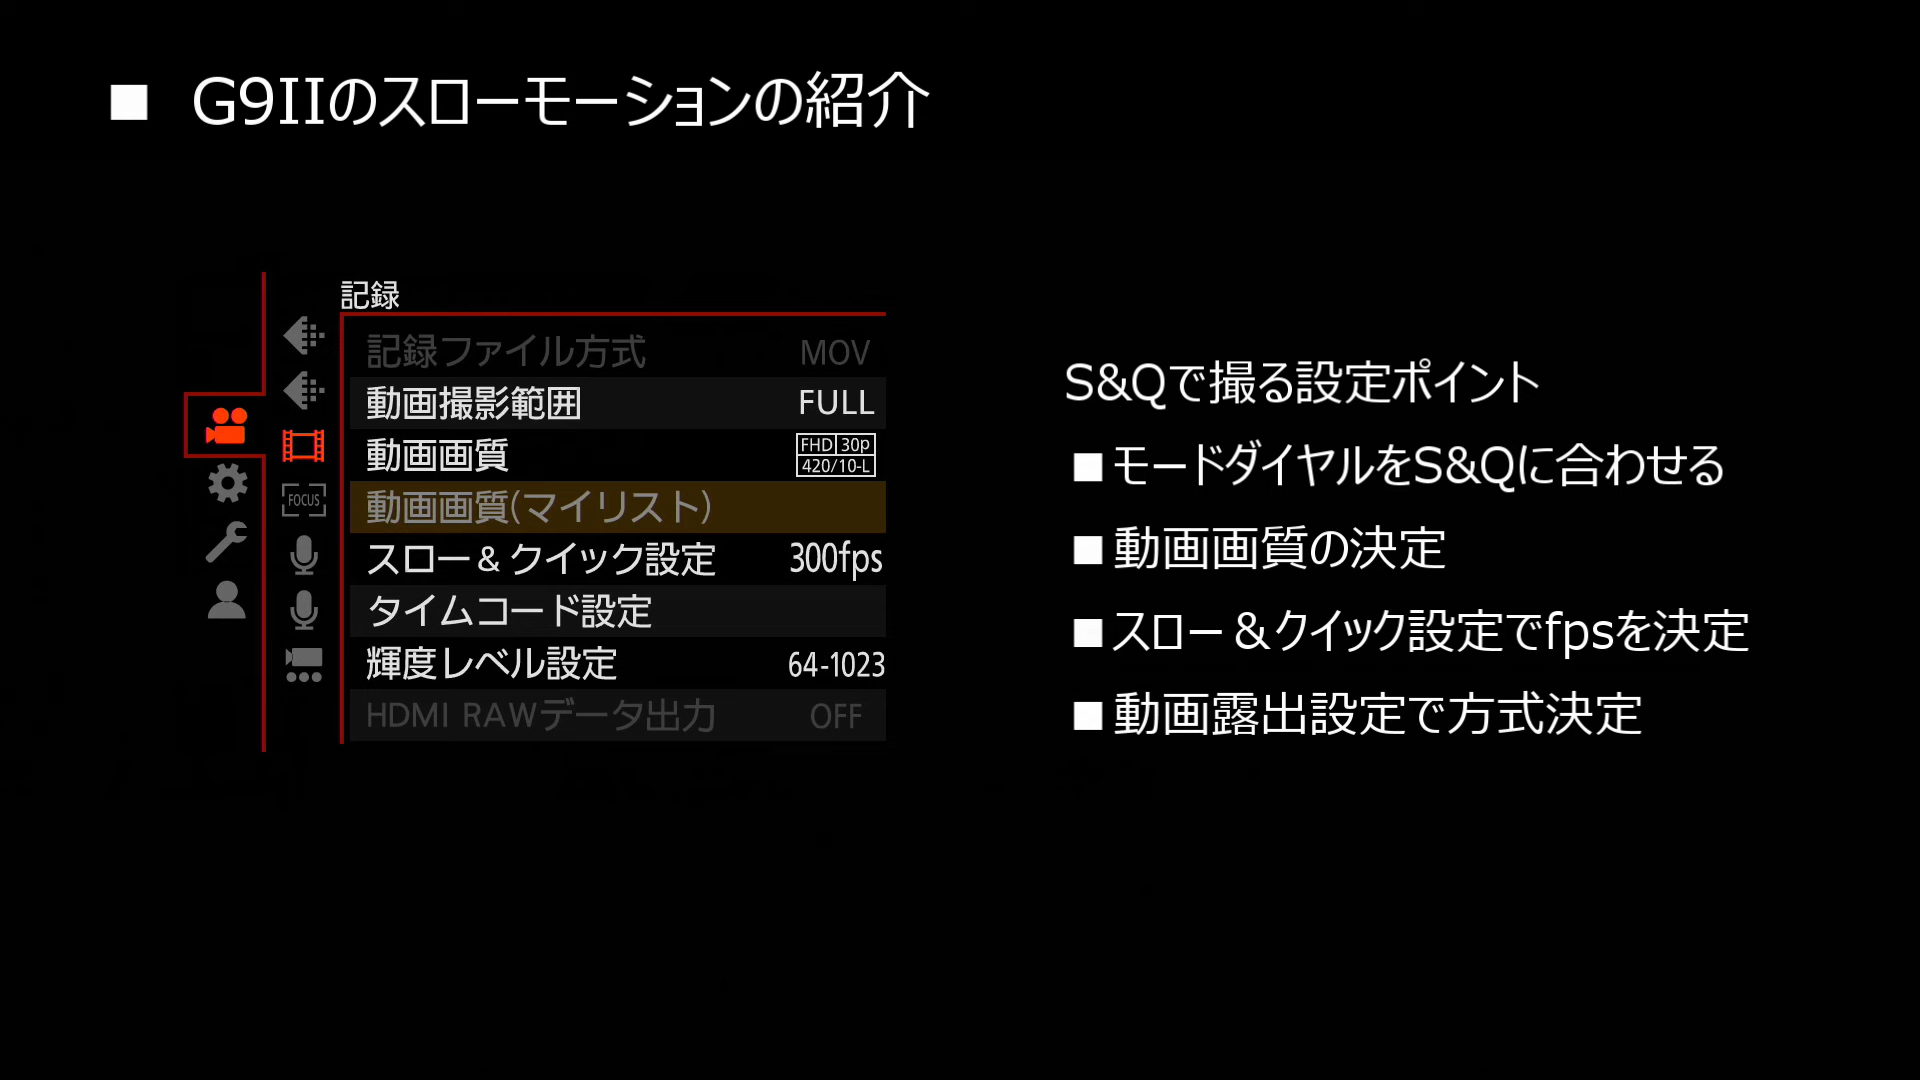 ■ G9IIのスローモーションの紹介
記録
記録ファイル方式 MOV
動画撮影範囲 FULL
動画画質 FHD 30p 420/10-L
動画画質(マイリスト)
FOCUS
スロー＆クイック設定 300fps
タイムコード設定
輝度レベル設定 64-1023
HDMI RAWデータ出力 OFF
S&Qで撮る設定ポイント
■モードダイヤルをS&Qに合わせる
■動画画質の決定
■スロー＆クイック設定でfpsを決定
■動画露出設定で方式決定